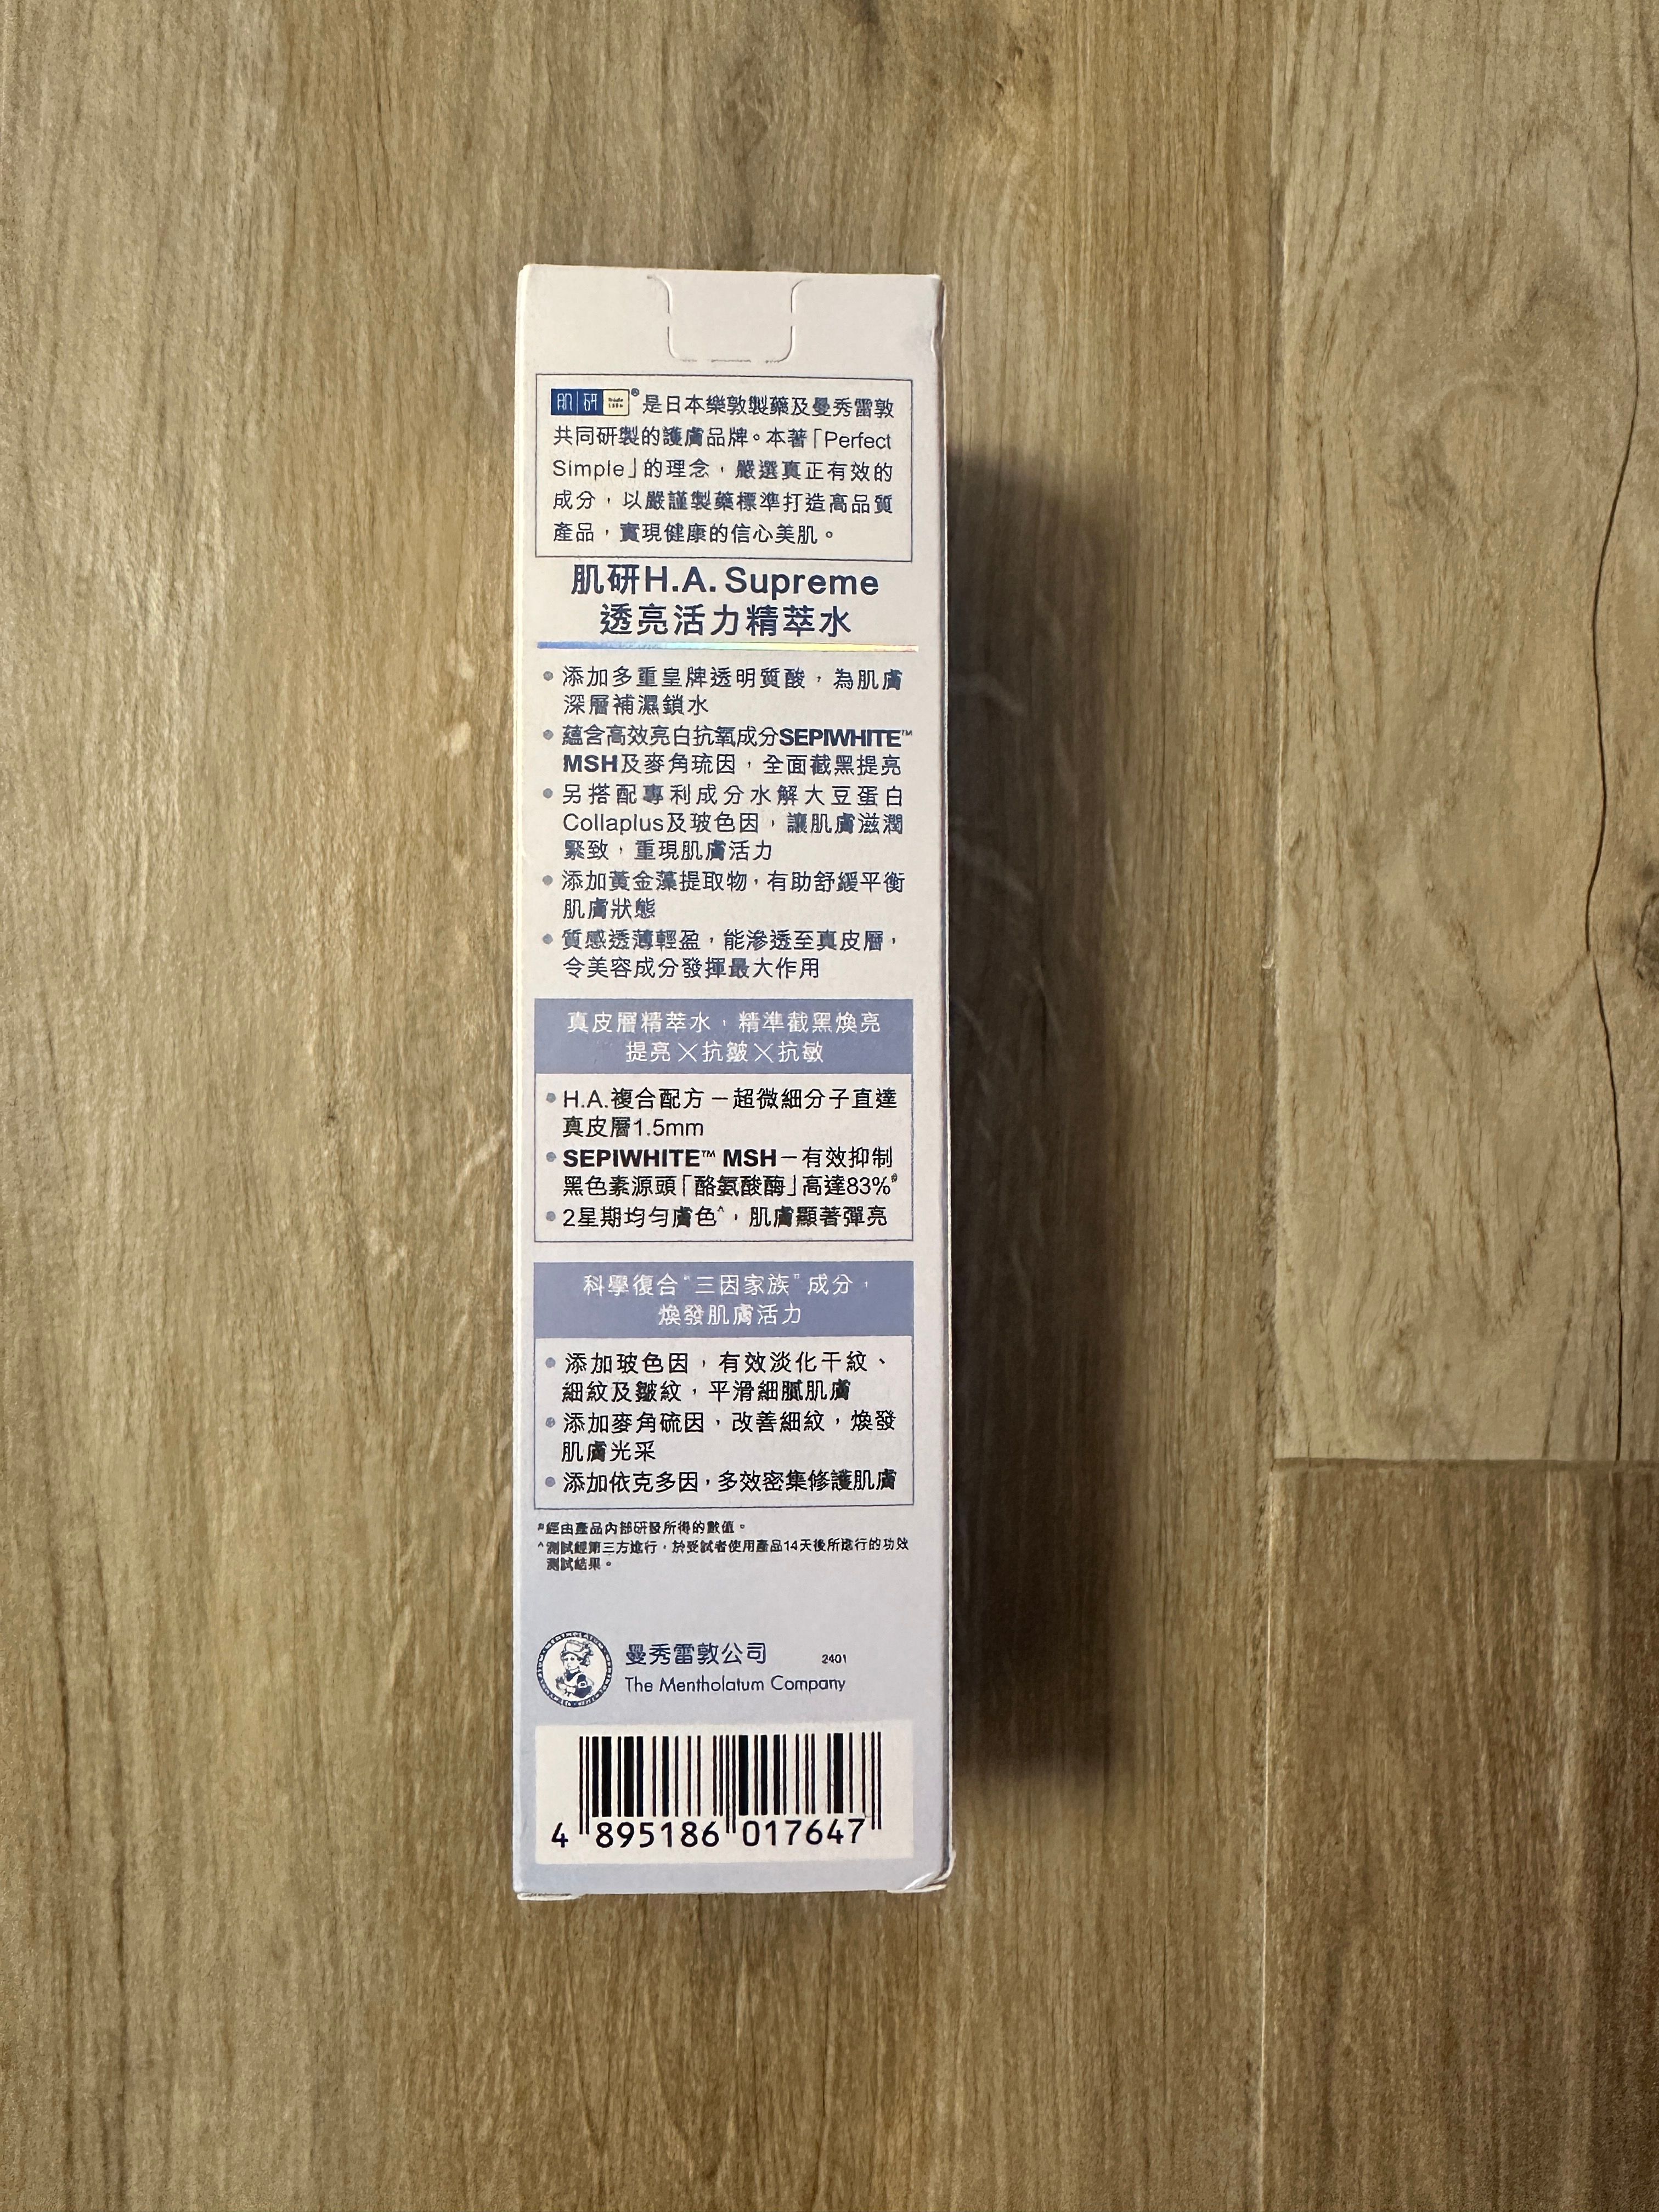 肌研 ® 是日本樂敦製藥及曼秀雷敦
共同研製的護膚品牌。本著「Perfect
Simple」的理念，嚴選真正有效的
成分，以嚴謹製藥標準打造高品質
產品，實現健康的信心美肌。
肌研H.A. Supreme
透亮活力精萃水
• 添加多重皇牌透明質酸，為肌膚
深層補濕鎖水
• 蘊含高效亮白抗氧成分SEPIWHITE™
MSH及麥角琉因，全面截黑提亮
• 另搭配專利成分水解大豆蛋白
Collaplus及玻色因，讓肌膚滋潤
緊致，重現肌膚活力
• 添加黃金藻提取物，有助舒緩平衡
肌膚狀態
• 質感透薄輕盈，能滲透至真皮層，
令美容成分發揮最大作用
真皮層精萃水，精準截黑煥亮
提亮×抗皺×抗敏
• H.A.複合配方－超微細分子直達
真皮層1.5mm
• SEPIWHITE™ MSH－有效抑制
黑色素源頭「酪氨酸酶」高達83%#
• 2星期均勻膚色^，肌膚顯著彈亮
科學復合"三因家族"成分，
煥發肌膚活力
• 添加玻色因，有效淡化干紋、
細紋及皺紋，平滑細膩肌膚
• 添加麥角硫因，改善細紋，煥發
肌膚光采
• 添加依克多因，多效密集修護肌膚
#經由產品內部研發所得的數值。
^測試經第三方進行，於受試者使用產品14天後所進行的功效
測試結果。
曼秀雷敦公司 2401
The Mentholatum Company
4 895186 017647